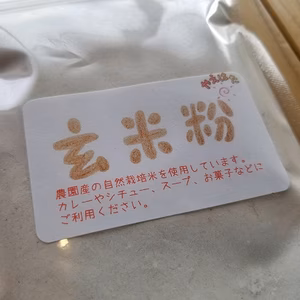 玄米粉
農園産の自然栽培米を使用しています。
カレーやシチュー、スープ、お菓子などに
ご利用ください。